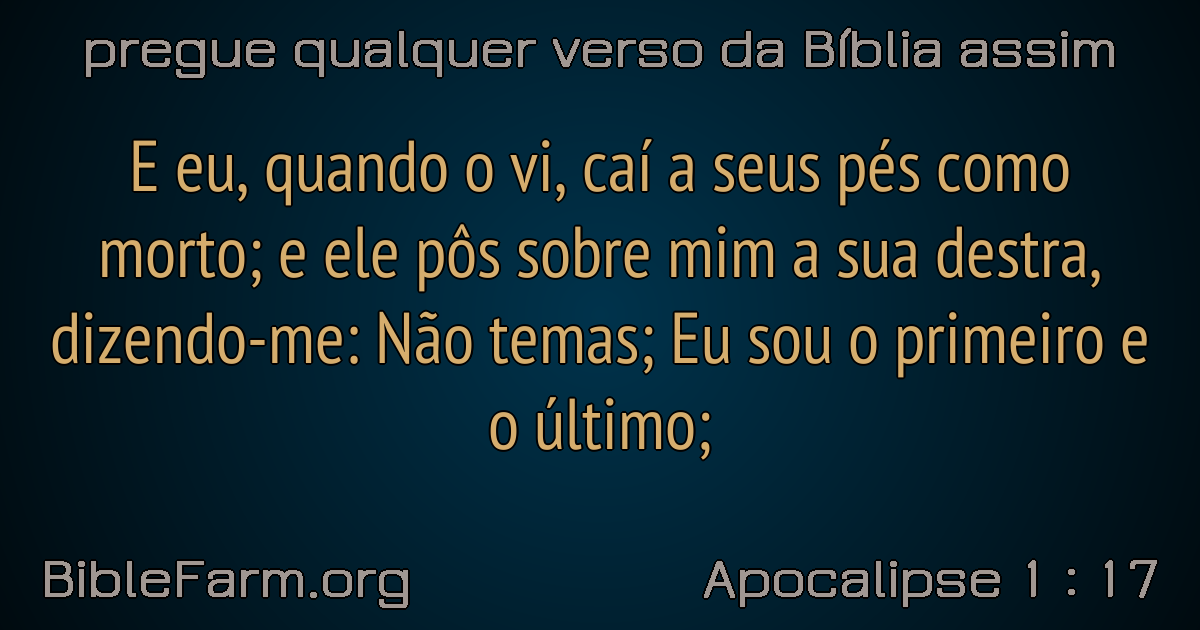 pregue qualquer verso da Bíblia assim
E eu, quando o vi, caí a seus pés como
morto; e ele pôs sobre mim a sua destra,
dizendo-me: Não temas; Eu sou o primeiro e
o último;
BibleFarm.org
Apocalipse 1 : 17